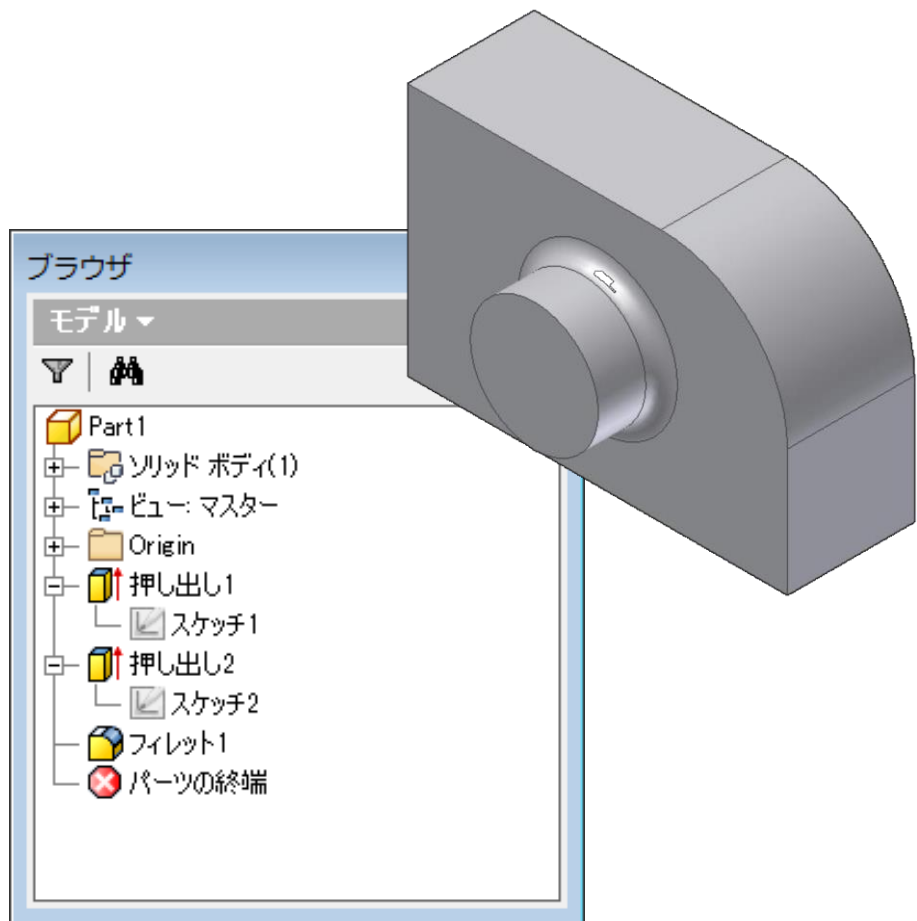 ブラウザ
モデル
Part1
ソリッド ボディ(1)
ビュー: マスター
Origin
押し出し1
スケッチ1
押し出し2
スケッチ2
フィレット1
パーツの終端